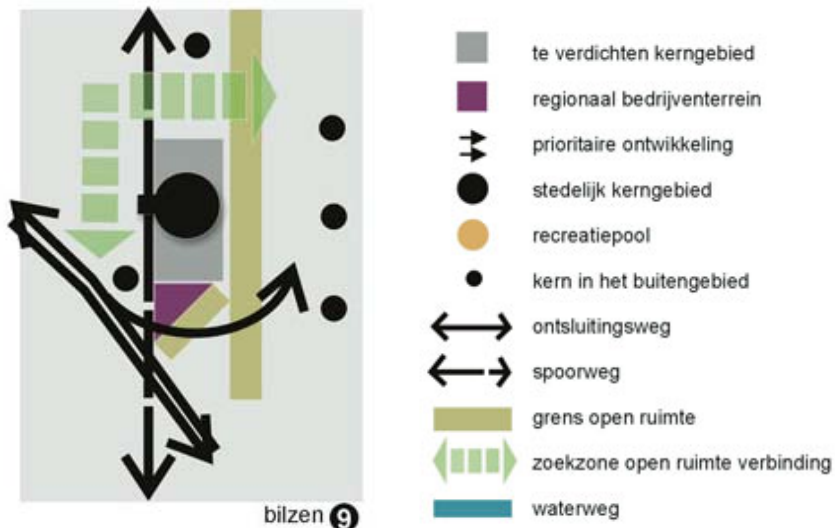 te verdichten kerngebied
regionaal bedrijventerrein
prioritaire ontwikkeling
stedelijk kerngebied
recreatiepool
kern in het buitengebied
ontsluitingsweg
spoorweg
grens open ruimte
zoekzone open ruimte verbinding
waterweg
bilzen 9